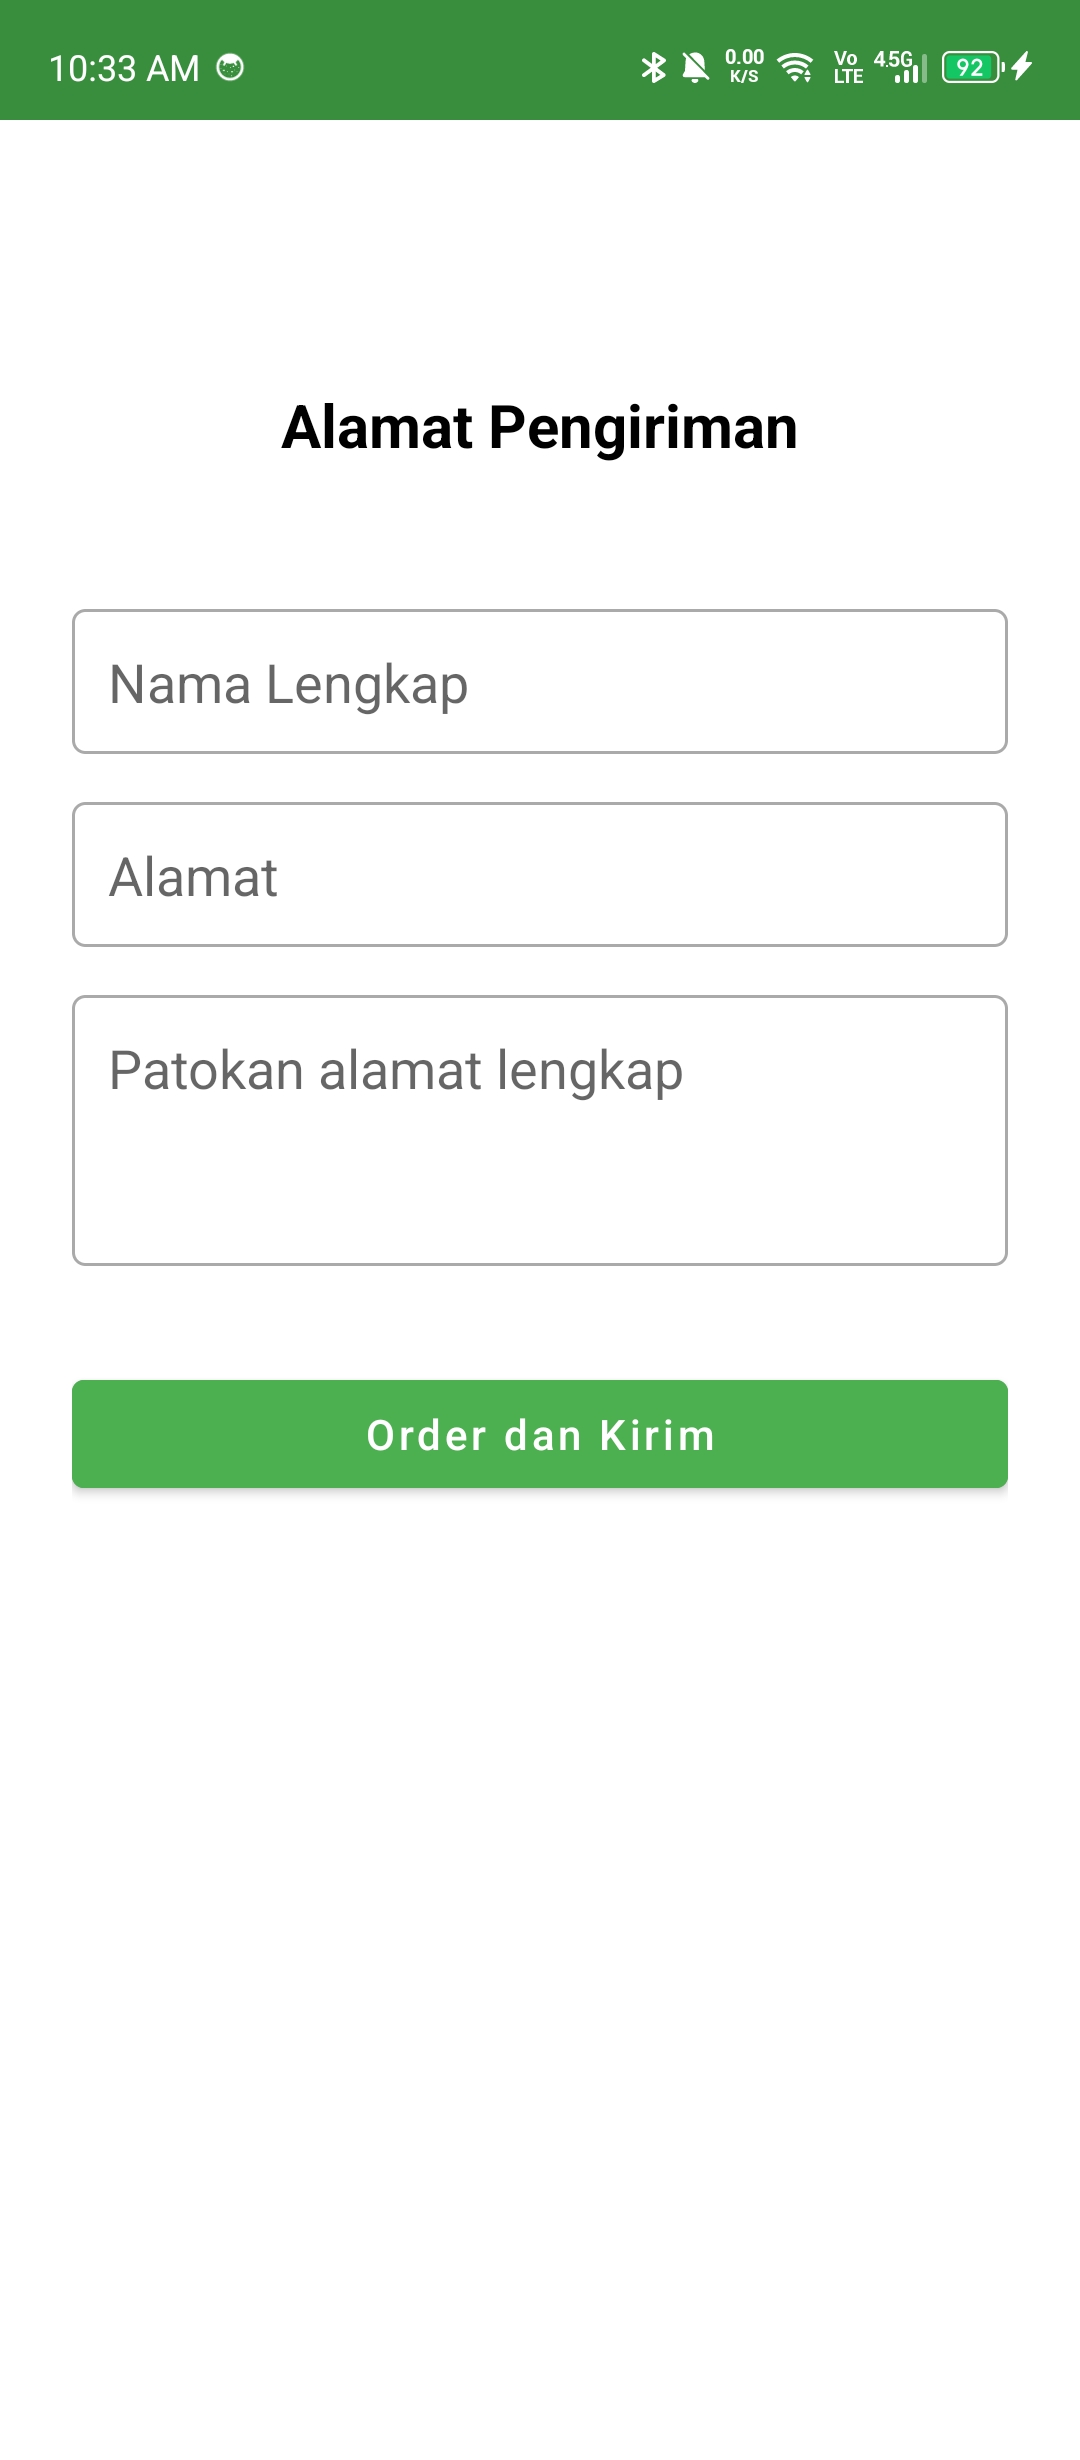 10:33 AM 0.00 K/S Vo LTE 4.5G 92
Alamat Pengiriman
Nama Lengkap
Alamat
Patokan alamat lengkap
Order dan Kirim